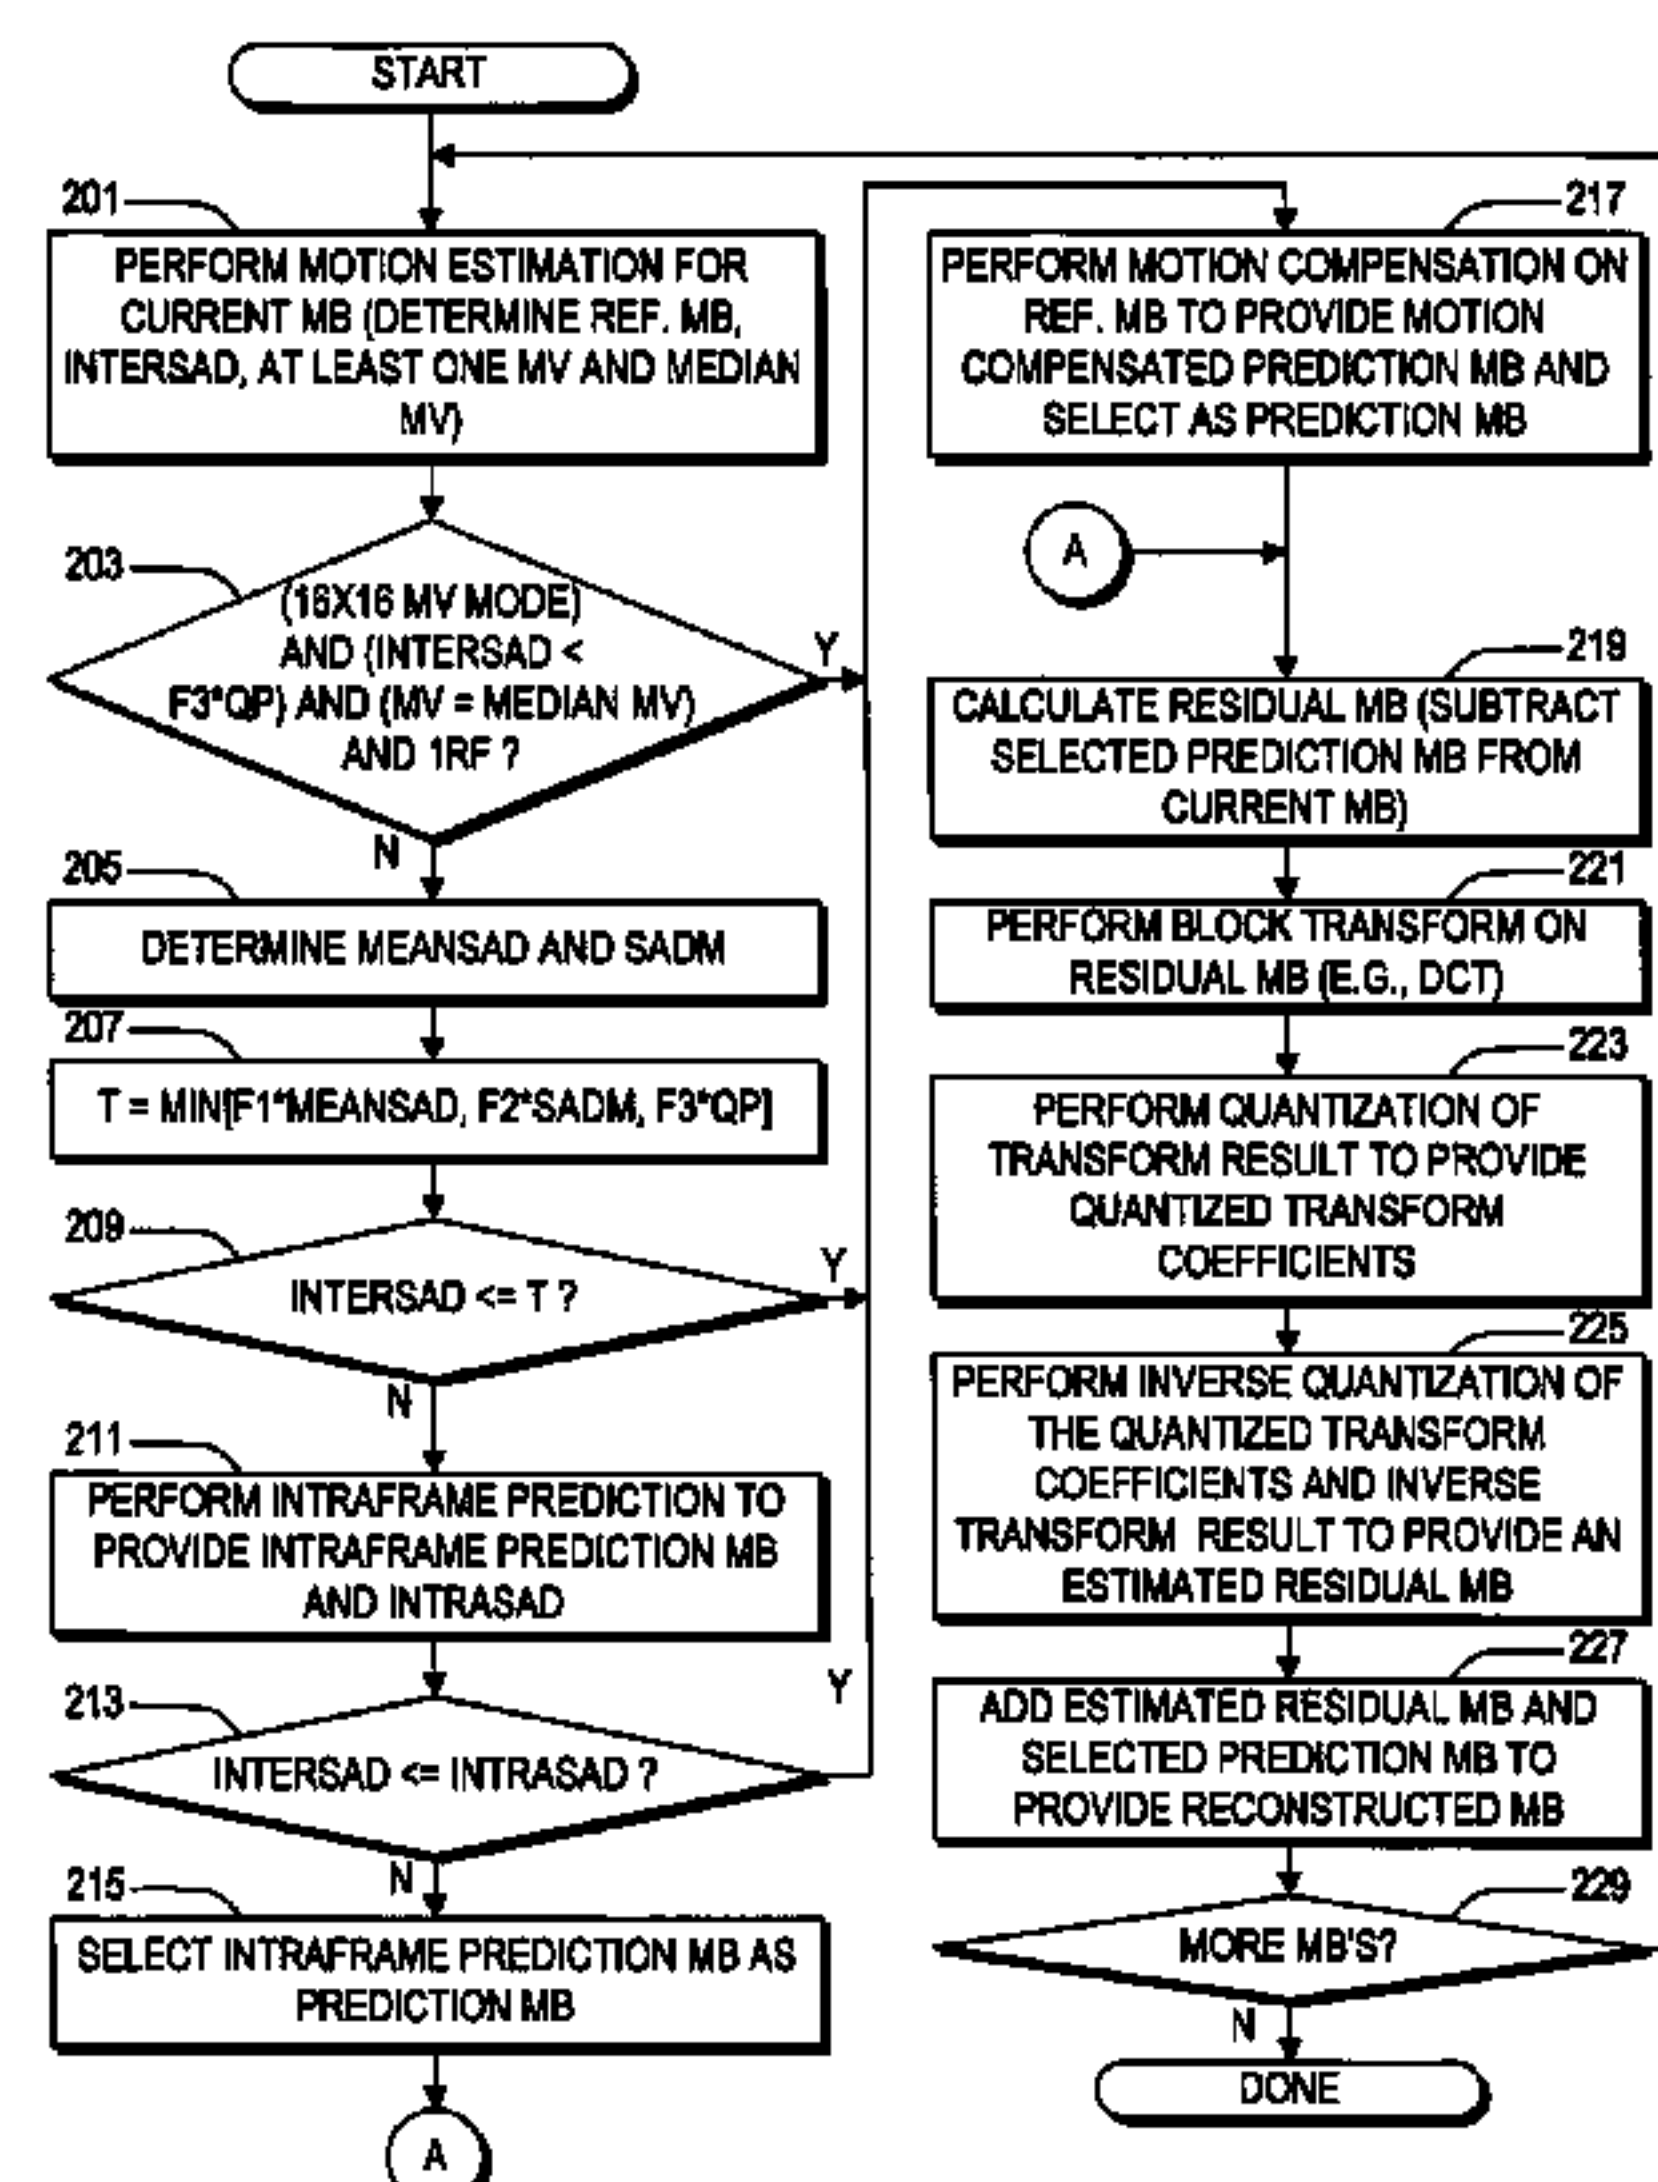 START
201
PERFORM MOTION ESTIMATION FOR
CURRENT MB (DETERMINE REF. MB,
INTERSAD, AT LEAST ONE MV AND MEDIAN
MV)
203
(16X16 MV MODE)
AND (INTERSAD <
F3*QP) AND (MV = MEDIAN MV)
AND 1RF ?
Y
N
205
DETERMINE MEANSAD AND SADM
207
T = MIN[F1*MEANSAD, F2*SADM, F3*QP]
209
INTERSAD <= T ?
Y
N
211
PERFORM INTRAFRAME PREDICTION TO
PROVIDE INTRAFRAME PREDICTION MB
AND INTRASAD
213
INTERSAD <= INTRASAD ?
Y
N
215
SELECT INTRAFRAME PREDICTION MB AS
PREDICTION MB
A
217
PERFORM MOTION COMPENSATION ON
REF. MB TO PROVIDE MOTION
COMPENSATED PREDICTION MB AND
SELECT AS PREDICTION MB
A
219
CALCULATE RESIDUAL MB (SUBTRACT
SELECTED PREDICTION MB FROM
CURRENT MB)
221
PERFORM BLOCK TRANSFORM ON
RESIDUAL MB (E.G., DCT)
223
PERFORM QUANTIZATION OF
TRANSFORM RESULT TO PROVIDE
QUANTIZED TRANSFORM
COEFFICIENTS
225
PERFORM INVERSE QUANTIZATION OF
THE QUANTIZED TRANSFORM
COEFFICIENTS AND INVERSE
TRANSFORM RESULT TO PROVIDE AN
ESTIMATED RESIDUAL MB
227
ADD ESTIMATED RESIDUAL MB AND
SELECTED PREDICTION MB TO
PROVIDE RECONSTRUCTED MB
229
MORE MB'S?
N
DONE